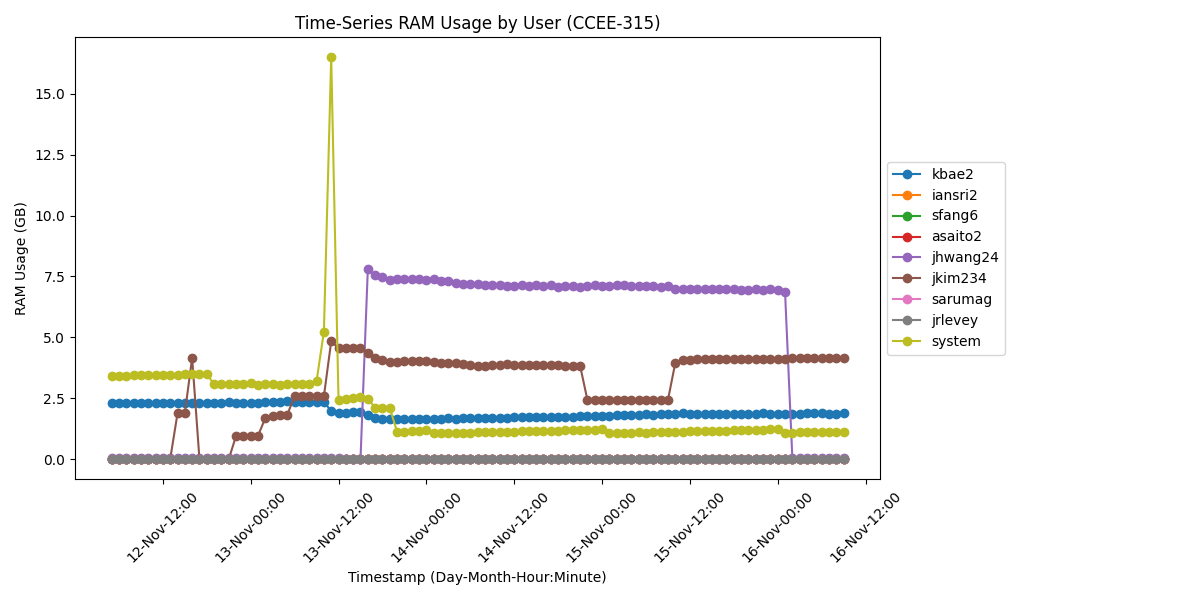 Time-Series RAM Usage by User (CCEE-315)
RAM Usage (GB)
15.0
12.5
10.0
7.5
5.0
2.5
0.0
12-Nov-12:00
13-Nov-00:00
13-Nov-12:00
14-Nov-00:00
14-Nov-12:00
15-Nov-00:00
15-Nov-12:00
16-Nov-00:00
16-Nov-12:00
Timestamp (Day-Month-Hour:Minute)
kbae2
iansri2
sfang6
asaito2
jhwang24
jkim234
sarumag
jrlevey
system